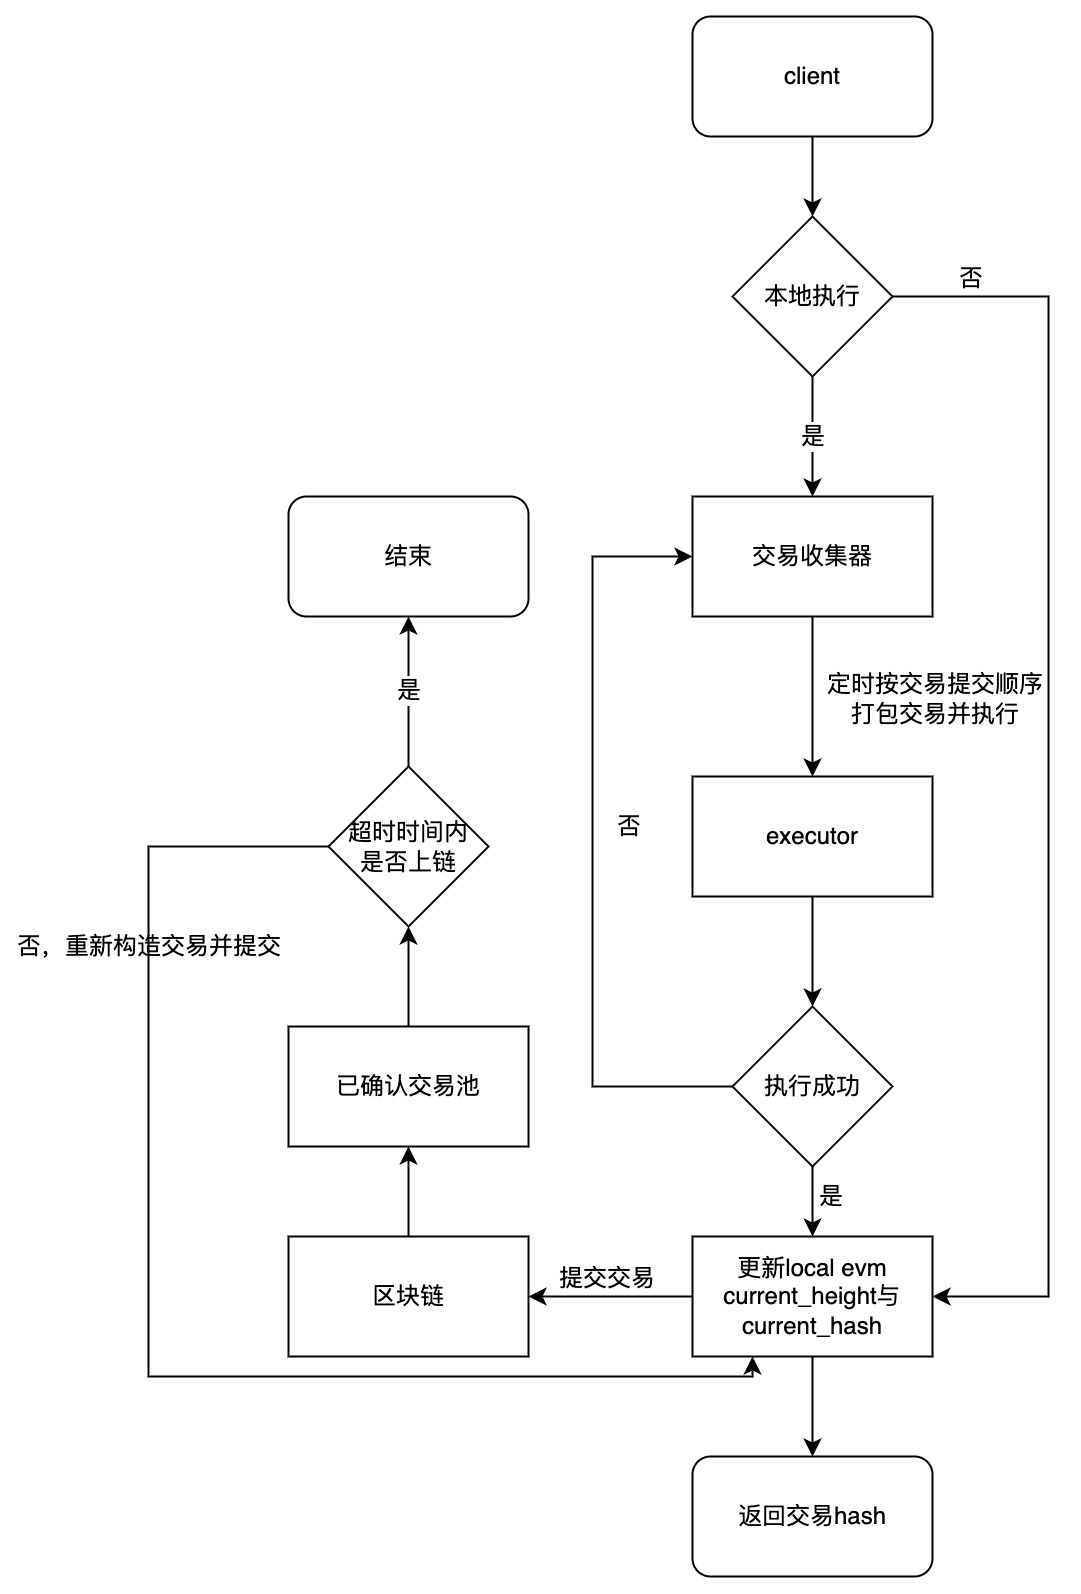 client
本地执行
否
是
交易收集器
结束
定时按交易提交顺序
打包交易并执行
是
否
executor
超时时间内
是否上链
否，重新构造交易并提交
已确认交易池
执行成功
是
更新local evm
current_height与
current_hash
提交交易
区块链
返回交易hash